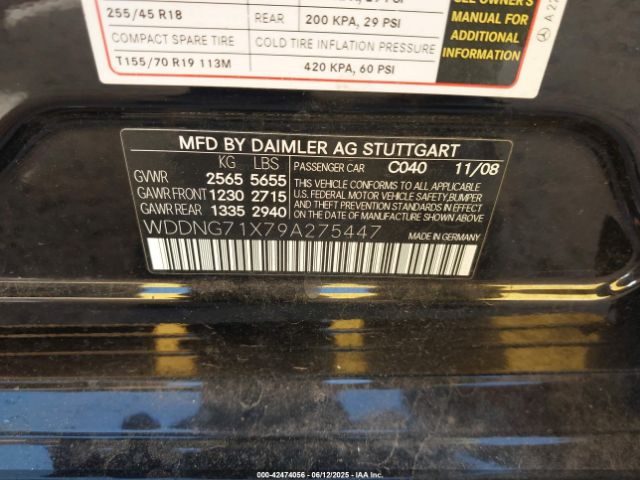 255/45 R18 REAR 200 KPA, 29 PSI
COMPACT SPARE TIRE COLD TIRE INFLATION PRESSURE
T155/70 R19 113M 420 KPA, 60 PSI
SEE OWNER'S
MANUAL FOR
ADDITIONAL
INFORMATION
MFD BY DAIMLER AG STUTTGART
KG LBS
GVWR 2565 5655
GAWR FRONT 1230 2715
GAWR REAR 1335 2940
PASSENGER CAR C040 11/08
THIS VEHICLE CONFORMS TO ALL APPLICABLE
U.S. FEDERAL MOTOR VEHICLE SAFETY, BUMPER
AND THEFT PREVENTION STANDARDS IN EFFECT
ON THE DATE OF MANUFACTURE SHOWN ABOVE.
WDDNG71X79A275447
MADE IN GERMANY
000-42474056 - 06/12/2025 - IAA Inc.